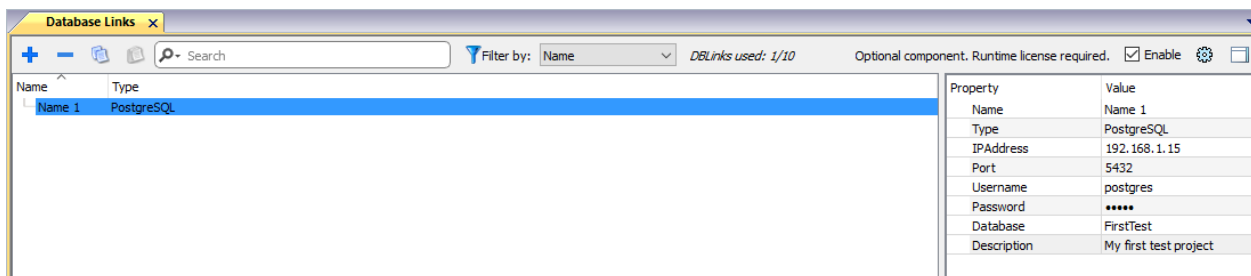 Database Links
Search
Filter by: Name
DBLinks used: 1/10
Optional component. Runtime license required. Enable
Name Type
Name 1 PostgreSQL
Property Value
Name Name 1
Type PostgreSQL
IPAddress 192.168.1.15
Port 5432
Username postgres
Password •••••
Database FirstTest
Description My first test project